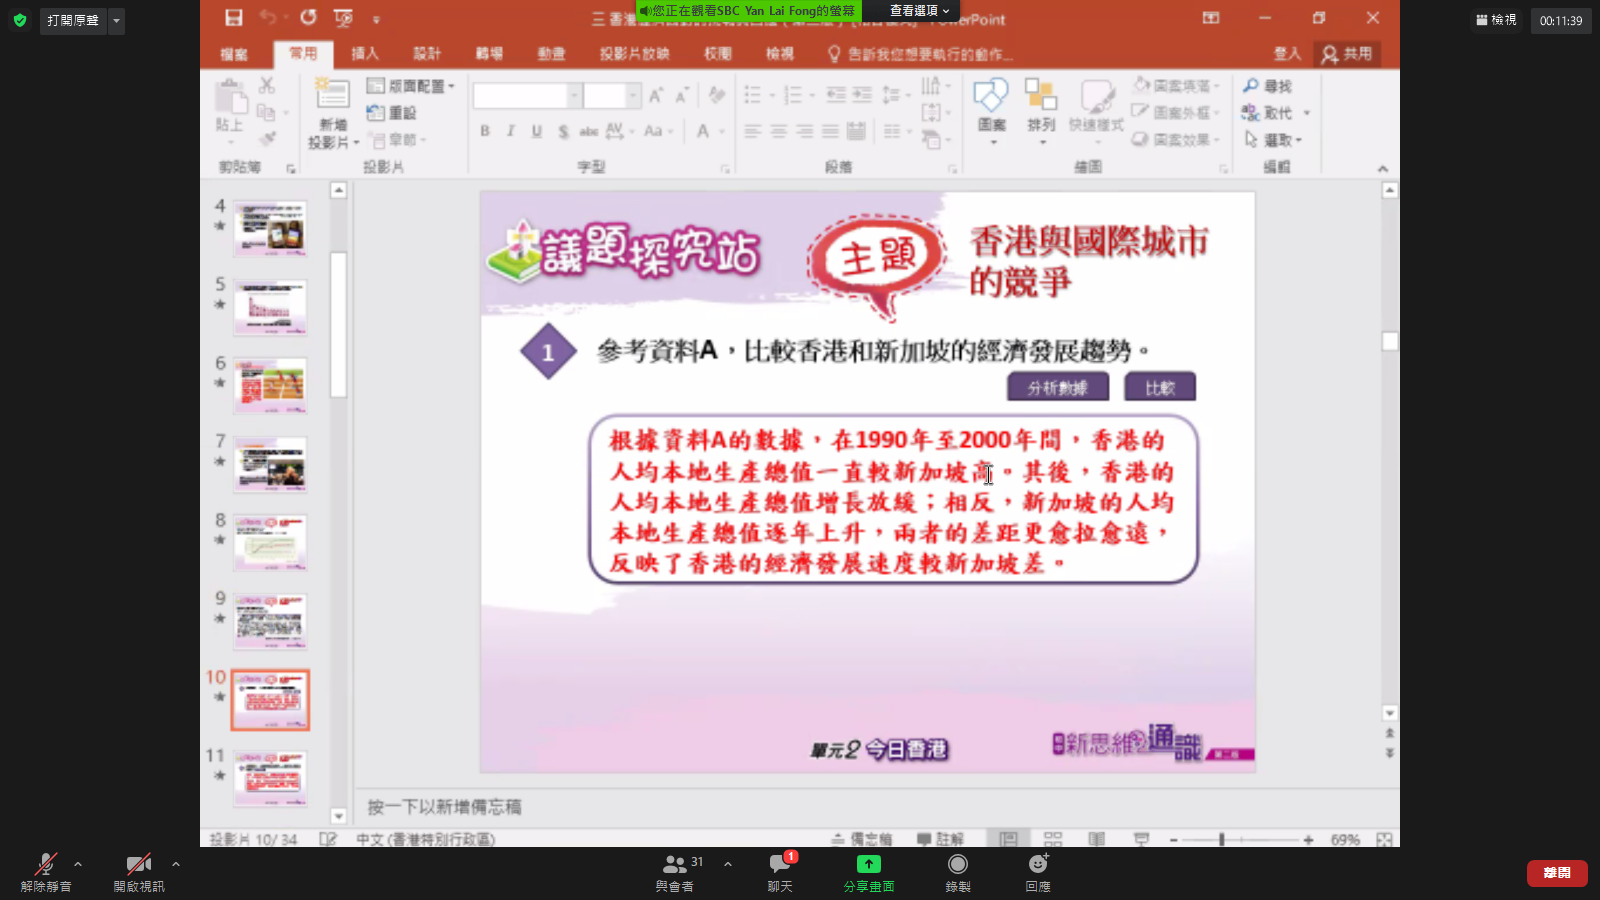 打開原聲
您正在觀看SBC Yan Lai Fong的螢幕
查看選項
檢視
00:11:39
PowerPoint
檔案
常用
插入
設計
轉場
動畫
投影片放映
校閱
檢視
告訴我您想要執行的動作...
登入
共用
貼上
新增
投影片
版面配置
重設
章節
B I U S abc AV Aa A
圖案
排列
快速樣式
圖案填滿
圖案外框
圖案效果
尋找
取代
選取
剪貼簿
投影片
字型
段落
繪圖
編輯
4
5
6
7
8
9
10
11
議題探究站
主題
香港與國際城市
的競爭
1
參考資料A，比較香港和新加坡的經濟發展趨勢。
分析數據
比較
根據資料A的數據，在1990年至2000年間，香港的
人均本地生產總值一直較新加坡高。其後，香港的
人均本地生產總值增長放緩；相反，新加坡的人均
本地生產總值逐年上升，兩者的差距更愈拉愈遠，
反映了香港的經濟發展速度較新加坡差。
單元2 今日香港
初中新思維通識
第二版
按一下以新增備忘稿
投影片 10/ 34
中文 (香港特別行政區)
備忘稿
註解
69%
解除靜音
開啟視訊
31
與會者
1
聊天
分享畫面
錄製
回應
離開